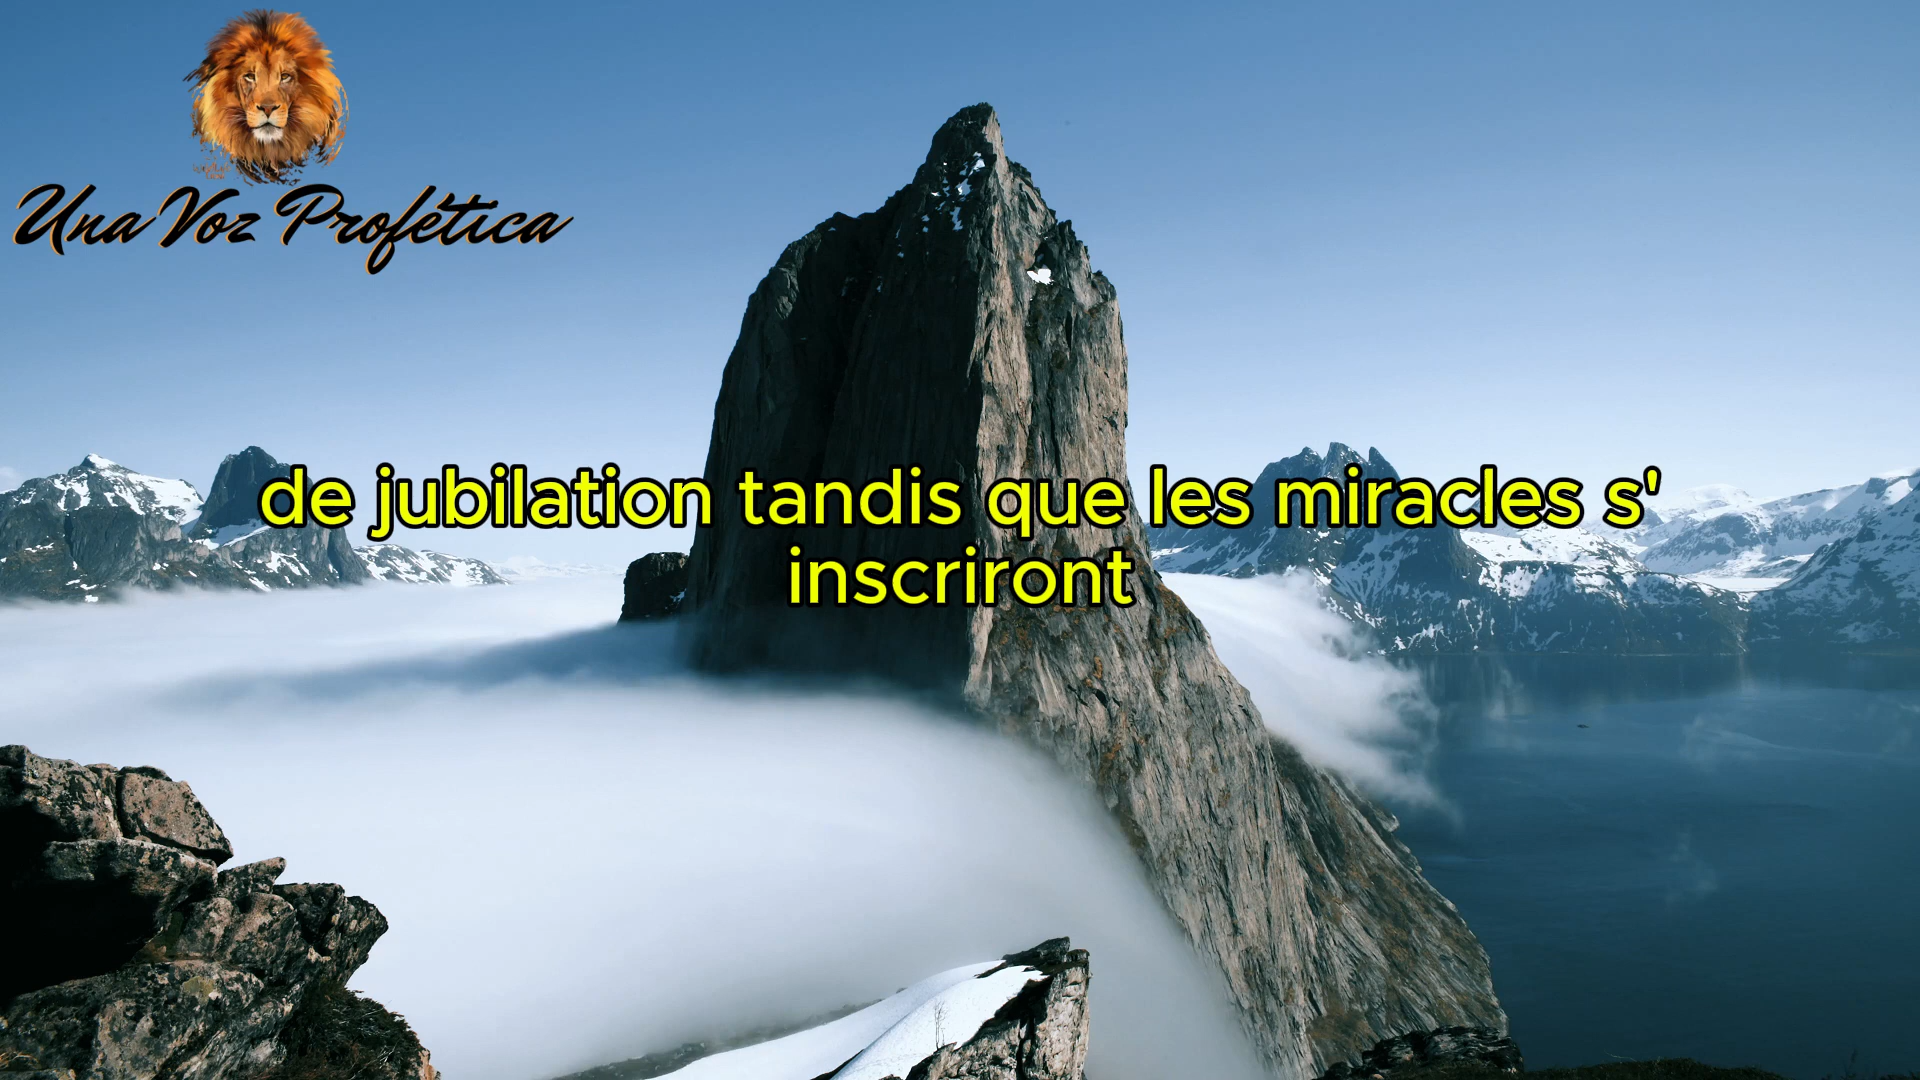 Una Voz Profética
de jubilation tandis que les miracles s'
inscriront